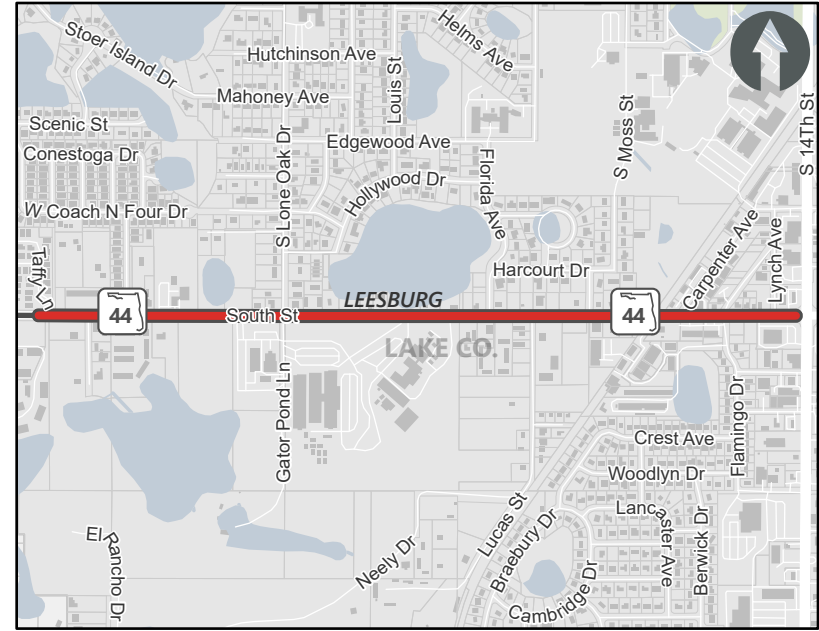 Helms Ave
Stoer Island Dr
Hutchinson Ave
Louis St
Mahoney Ave
S Moss St
S 14Th St
Scenic St
Edgewood Ave
Conestoga Dr
S Lone Oak Dr
Hollywood Dr
Florida Ave
W Coach N Four Dr
Taffy Ln
Harcourt Dr
Carpenter Ave
Lynch Ave
LEESBURG
44
South St
44
LAKE CO.
Gator Pond Ln
Flamingo Dr
Crest Ave
Woodlyn Dr
Lancaster Ave
Lucas St
Braebury Dr
Berwick Dr
El Rancho Dr
Neely Dr
Cambridge Dr